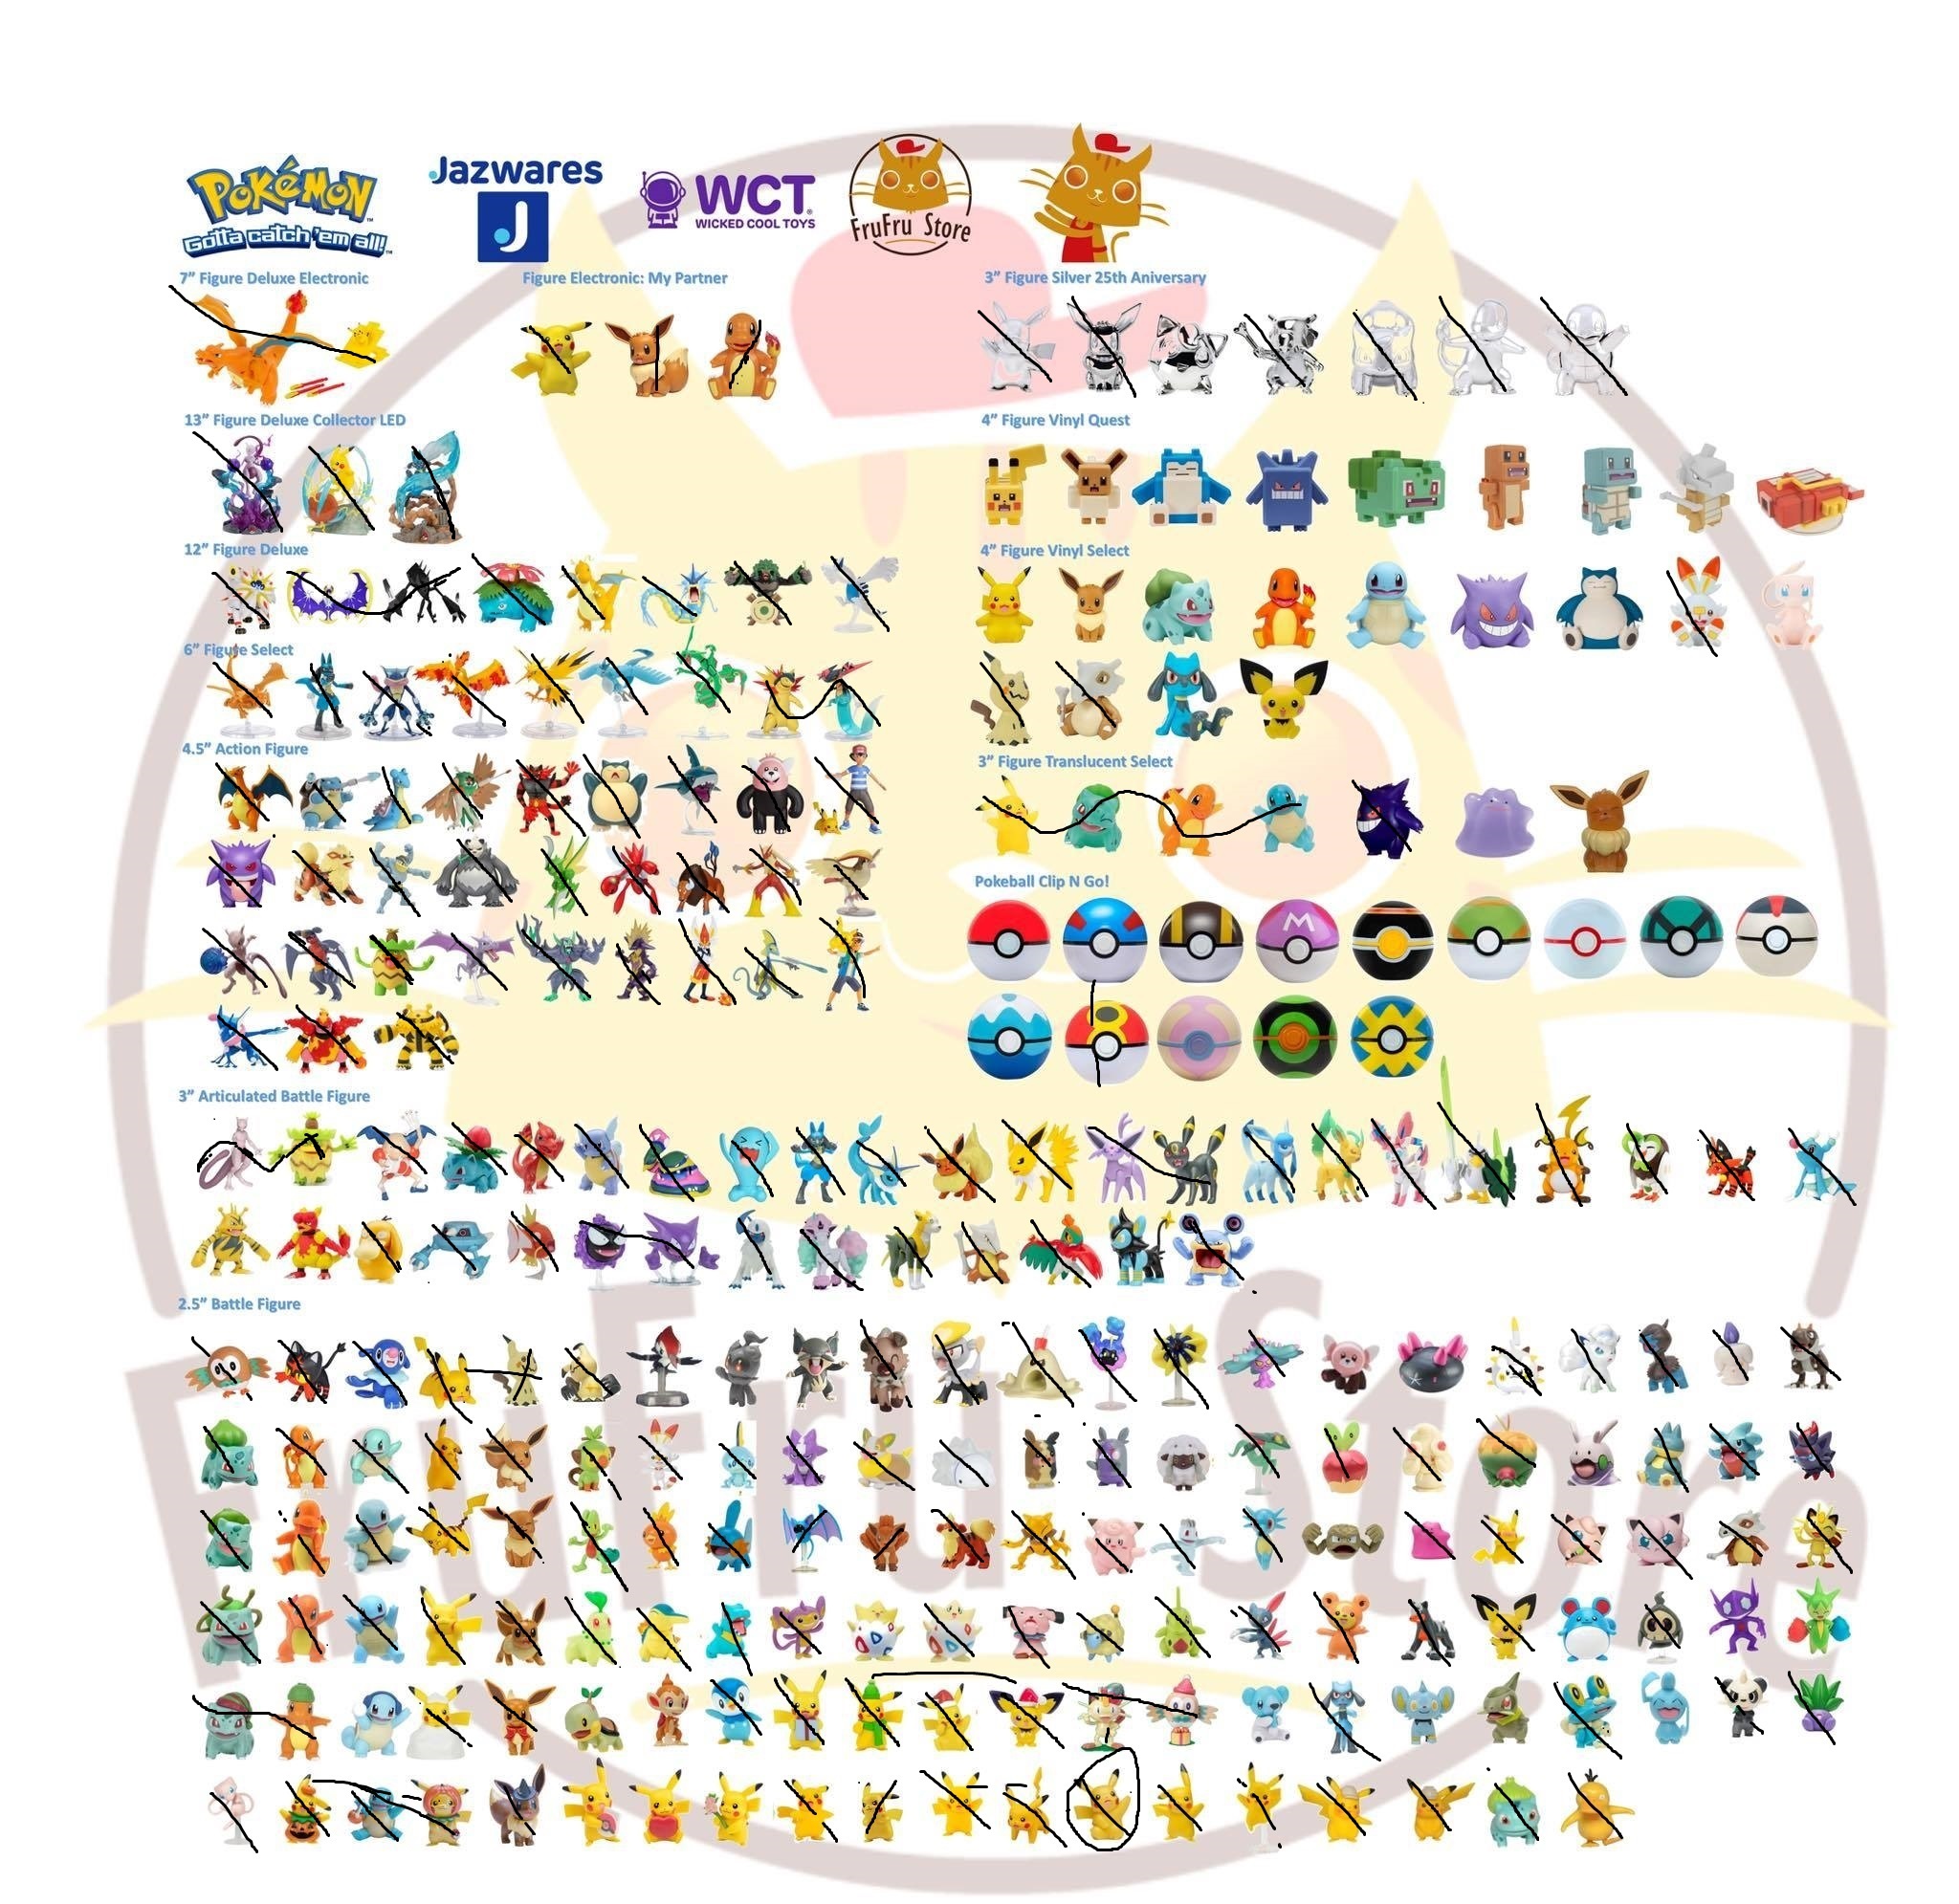 POKéMON
Gotta catch 'em all!
Jazwares
J
WCT
WICKED COOL TOYS
FruFru Store
7” Figure Deluxe Electronic
Figure Electronic: My Partner
3” Figure Silver 25th Aniversary
13” Figure Deluxe Collector LED
4” Figure Vinyl Quest
12” Figure Deluxe
4” Figure Vinyl Select
6” Figure Select
4.5” Action Figure
3” Figure Translucent Select
Pokeball Clip N Go!
M
3” Articulated Battle Figure
2.5” Battle Figure
FruFru Store